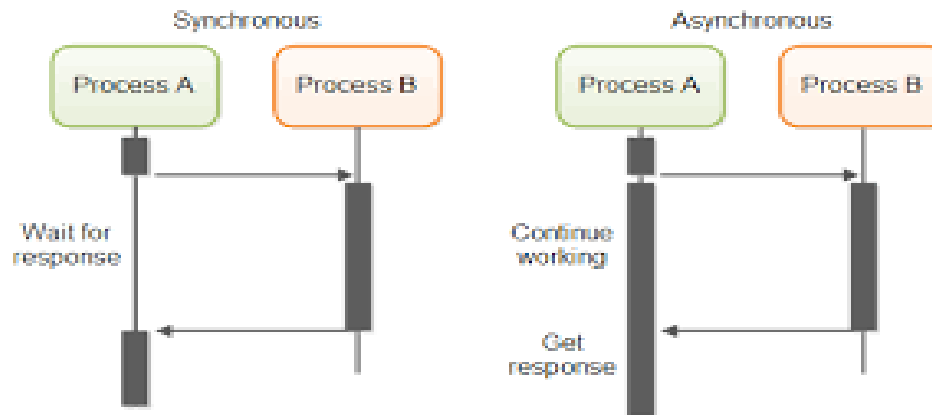 Synchronous
Process A
Process B
Wait for
response
Asynchronous
Process A
Process B
Continue
working
Get
response